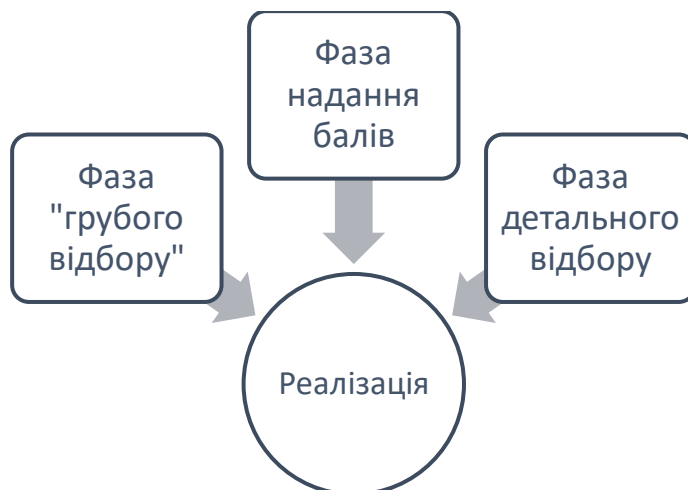 Фаза
надання
балів
Фаза
"грубого
відбору"
Фаза
детального
відбору
Реалізація